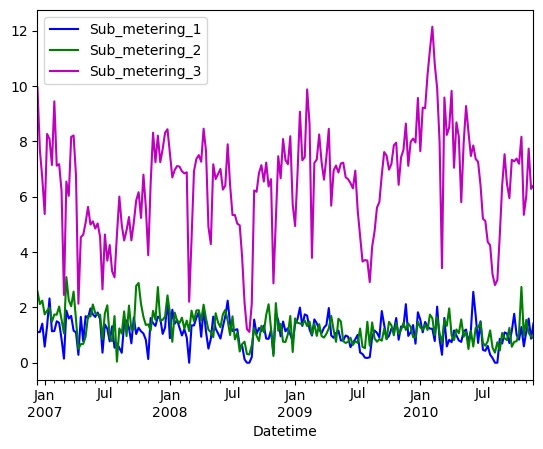 Sub_metering_1
Sub_metering_2
Sub_metering_3
12
10
8
6
4
2
0
Jan Jul Jan Jul Jan Jul Jan Jul
2007 2008 2009 2010
Datetime